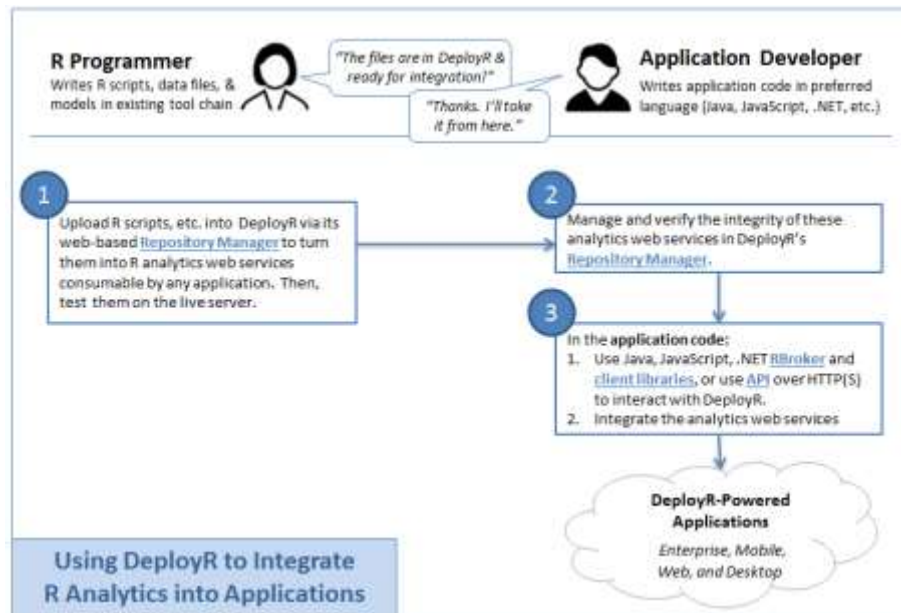 R Programmer
Writes R scripts, data files, &
models in existing tool chain
"The files are in DeployR &
ready for integration!"
"Thanks. I'll take
it from here."
Application Developer
Writes application code in preferred
language (Java, JavaScript, .NET, etc.)
1
Upload R scripts, etc. into DeployR via its
web-based Repository Manager to turn
them into R analytics web services
consumable by any application. Then,
test them on the live server.
2
Manage and verify the integrity of these
analytics web services in DeployR's
Repository Manager.
3
In the application code:
1. Use Java, JavaScript, .NET RBroker and
client libraries, or use API over HTTP(S)
to interact with DeployR.
2. Integrate the analytics web services
DeployR-Powered
Applications
Enterprise, Mobile,
Web, and Desktop
Using DeployR to Integrate
R Analytics into Applications